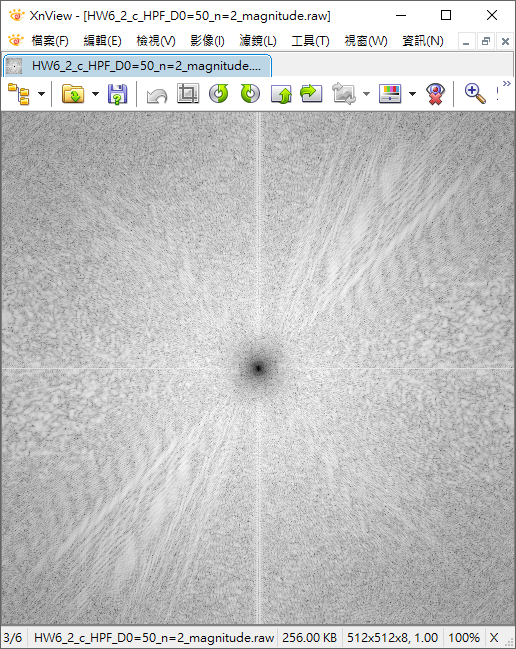 XnView - [HW6_2_c_HPF_D0=50_n=2_magnitude.raw]
檔案(F) 編輯(E) 檢視(V) 影像(I) 濾鏡(L) 工具(T) 視窗(W) 資訊(N)
HW6_2_c_HPF_D0=50_n=2_magnitude....
3/6 HW6_2_c_HPF_D0=50_n=2_magnitude.raw 256.00 KB 512x512x8, 1.00 100% X